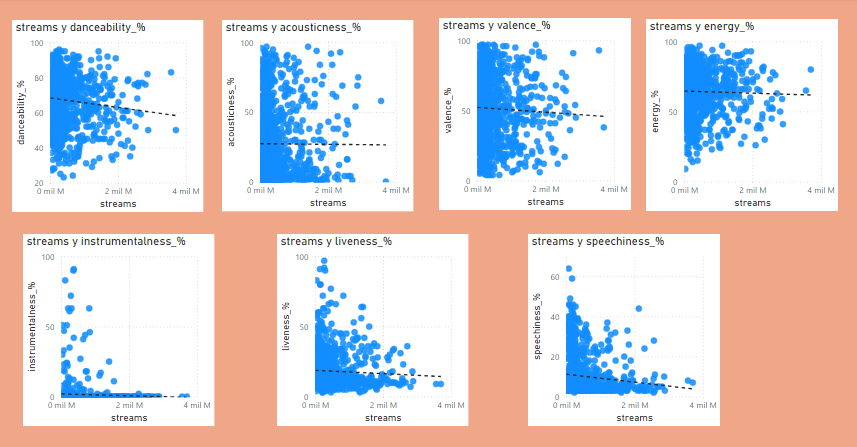 streams y danceability_%
100
80
60
40
20
danceability_%
0 mil M
2 mil M
4 mil M
streams
streams y acousticness_%
100
50
0
acousticness_%
0 mil M
2 mil M
4 mil M
streams
streams y valence_%
100
50
0
valence_%
0 mil M
2 mil M
4 mil M
streams
streams y energy_%
100
50
0
energy_%
0 mil M
2 mil M
4 mil M
streams
streams y instrumentalness_%
100
50
0
instrumentalness_%
0 mil M
2 mil M
4 mil M
streams
streams y liveness_%
100
50
0
liveness_%
0 mil M
2 mil M
4 mil M
streams
streams y speechiness_%
60
40
20
0
speechiness_%
0 mil M
2 mil M
4 mil M
streams